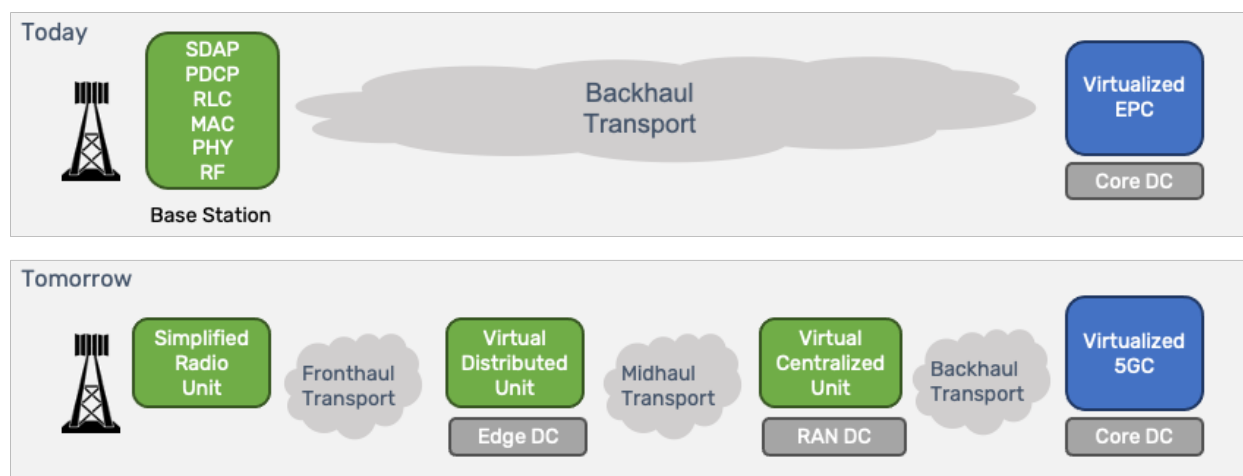 Today
SDAP
PDCP
RLC
MAC
PHY
RF
Base Station
Backhaul
Transport
Virtualized
EPC
Core DC
Tomorrow
Simplified
Radio
Unit
Fronthaul
Transport
Virtual
Distributed
Unit
Edge DC
Midhaul
Transport
Virtual
Centralized
Unit
RAN DC
Backhaul
Transport
Virtualized
5GC
Core DC